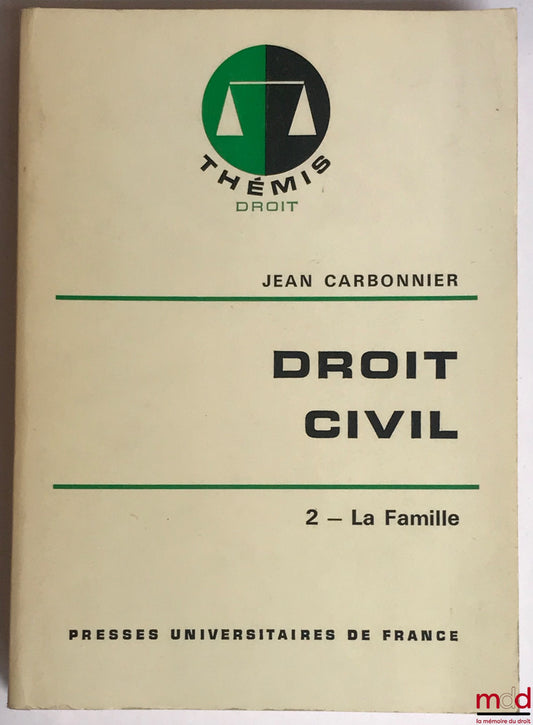 THÉMIS
DROIT
JEAN CARBONNIER
DROIT
CIVIL
2 — La Famille
PRESSES UNIVERSITAIRES DE FRANCE
mdd
la mémoire du droit